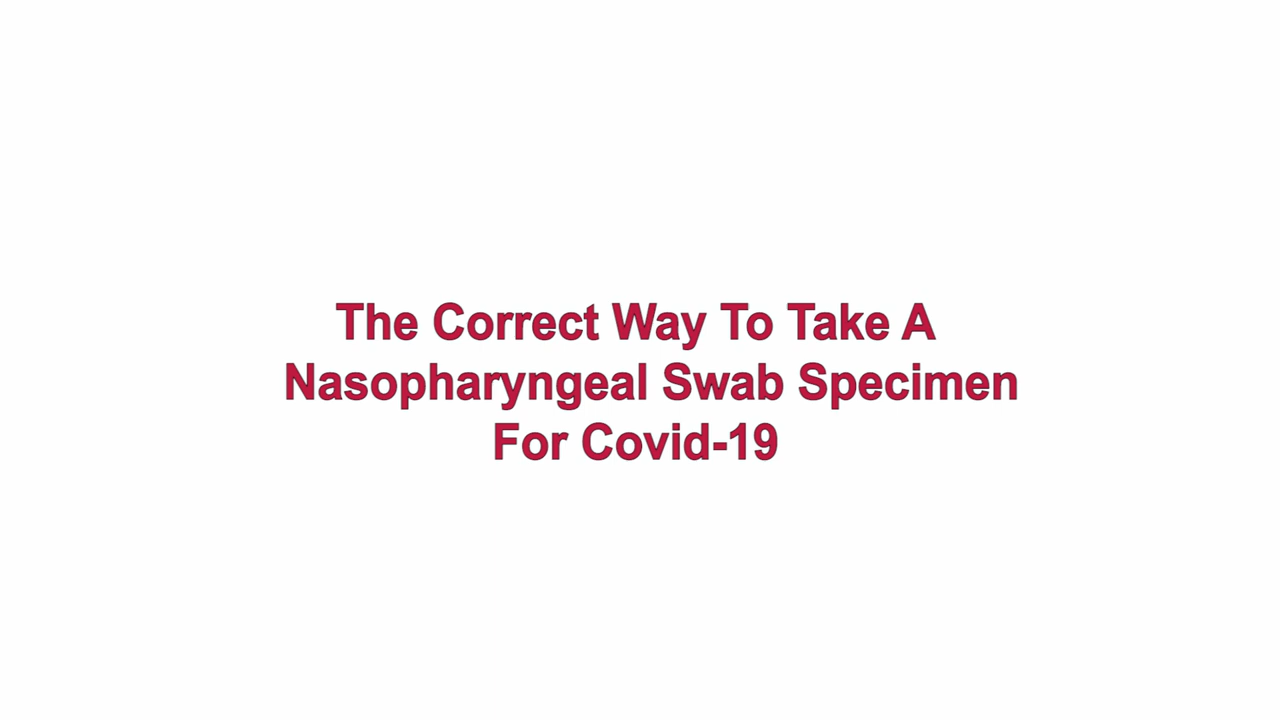 The Correct Way To Take A
Nasopharyngeal Swab Specimen
For Covid-19